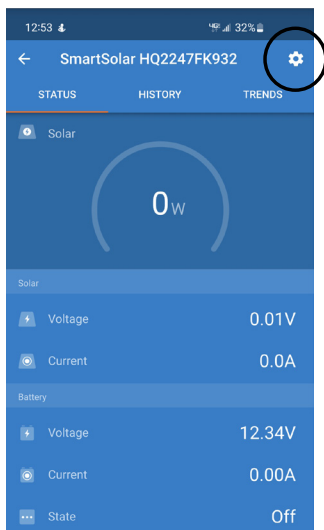 12:53 32%
SmartSolar HQ2247FK932
STATUS HISTORY TRENDS
Solar
0W
Solar
Voltage 0.01V
Current 0.0A
Battery
Voltage 12.34V
Current 0.00A
State Off